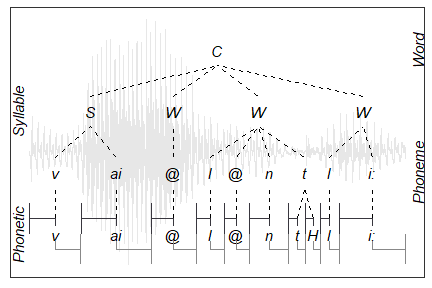 C
Word
Syllable
S W W W
Phoneme
v ai @ l @ n t l i:
Phonetic
v ai @ l @ n t H l i: